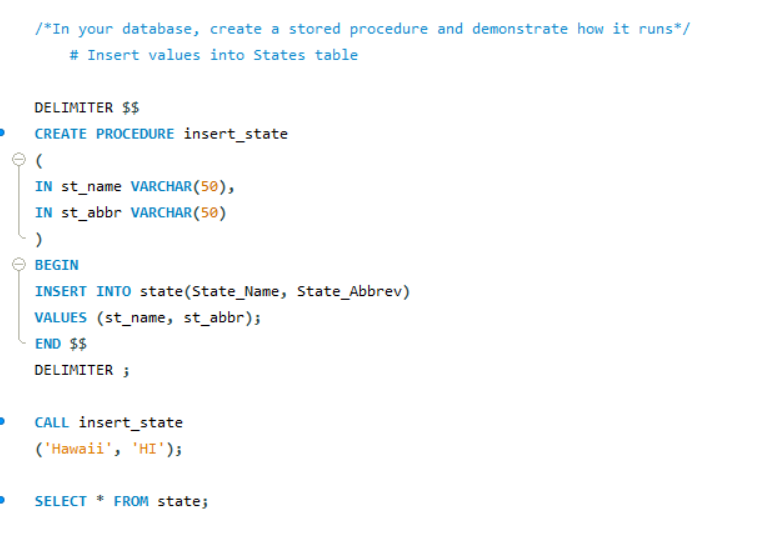 /*In your database, create a stored procedure and demonstrate how it runs*/
# Insert values into States table
DELIMITER $$
CREATE PROCEDURE insert_state
(
IN st_name VARCHAR(50),
IN st_abbr VARCHAR(50)
)
BEGIN
INSERT INTO state(State_Name, State_Abbrev)
VALUES (st_name, st_abbr);
END $$
DELIMITER ;
CALL insert_state
('Hawaii', 'HI');
SELECT * FROM state;